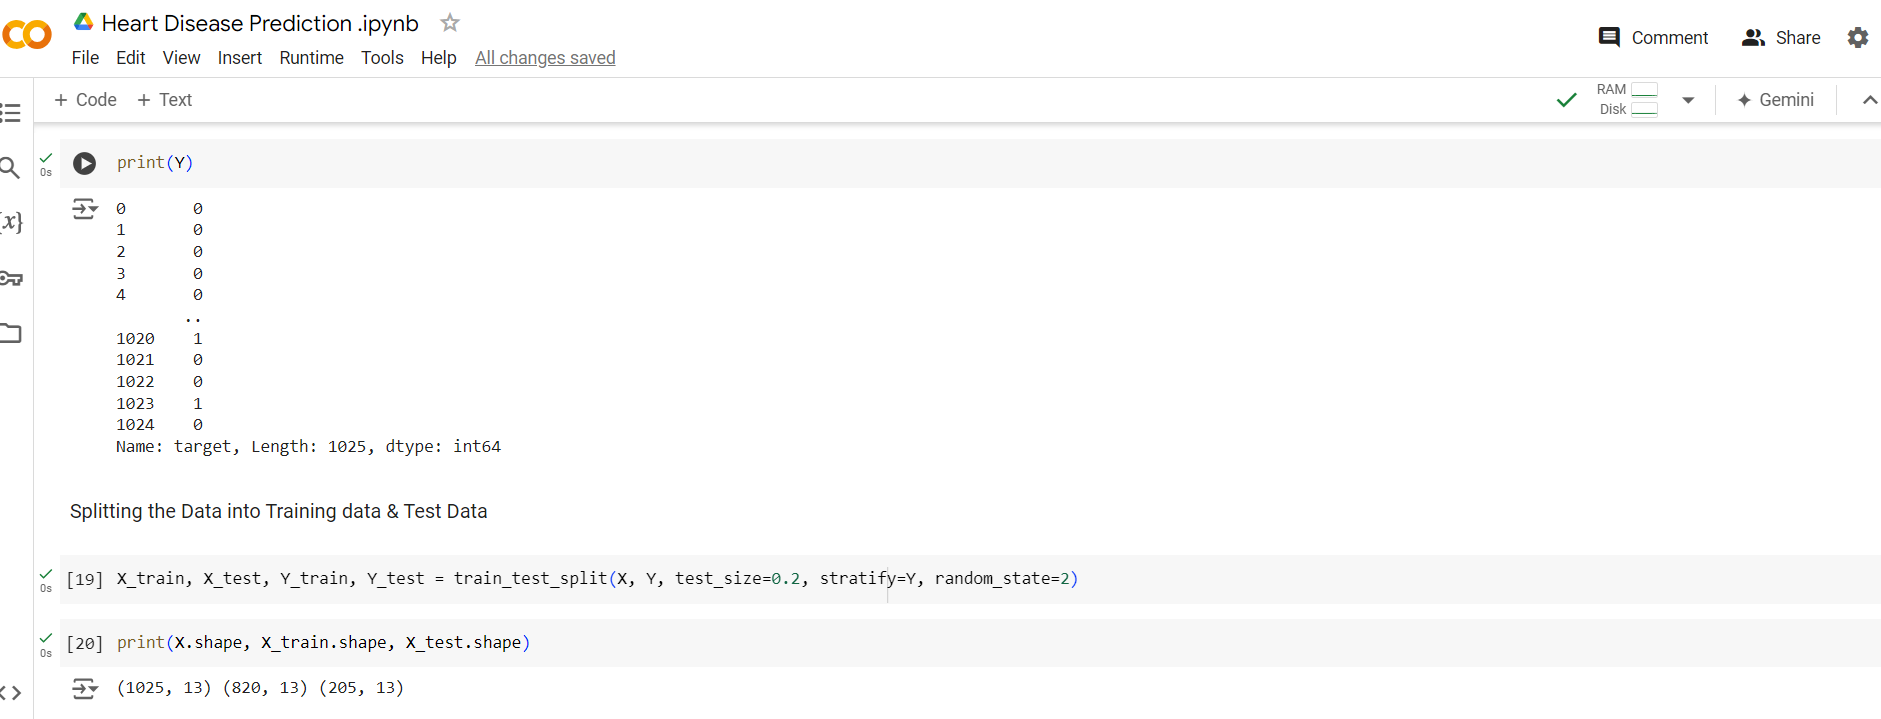 Heart Disease Prediction .ipynb
File Edit View Insert Runtime Tools Help All changes saved
Comment Share
+ Code + Text
RAM
Disk
Gemini
{x}
0s
print(Y)
0       0
1       0
2       0
3       0
4       0
..
1020    1
1021    0
1022    0
1023    1
1024    0
Name: target, Length: 1025, dtype: int64
Splitting the Data into Training data & Test Data
0s
[19] X_train, X_test, Y_train, Y_test = train_test_split(X, Y, test_size=0.2, stratify=Y, random_state=2)
0s
[20] print(X.shape, X_train.shape, X_test.shape)
(1025, 13) (820, 13) (205, 13)